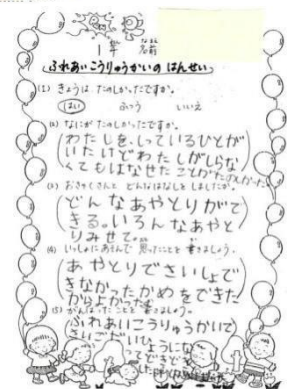 1年 名前 なまえ
ふれあいこうりゅうかいの はんせい
(1) きょうは、たのしかったですか。
はい ふつう いいえ
(2) なにが たのしかったですか。
わたしを、しっているひとが
いたけどわたしがしらな
くてもはなせたことがたのしかった
(3) おきゃくさんと どんなはなしを しましたか。
どんなあやとりがで
きる。いろんなあやと
りみせて。
(4) いっしょにあそんで 思ったことを 書きましょう。
あやとりでさいしょで
きなかったかめをできた
からよかった
(5) がんばったことを 書きましょう。
ふれあいこうりゅうかいで